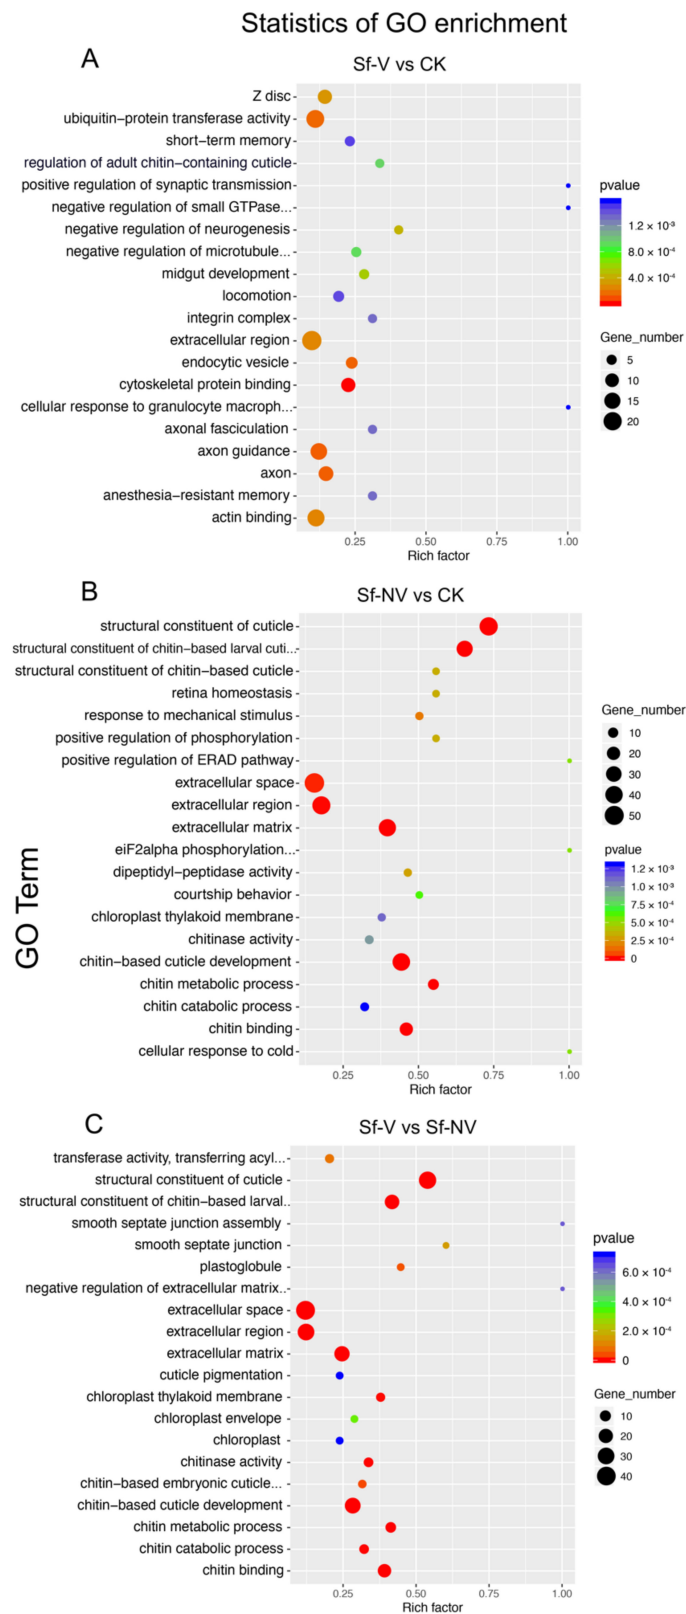 Statistics of GO enrichment
A
Sf-V vs CK
Z disc
ubiquitin−protein transferase activity
short−term memory
regulation of adult chitin−containing cuticle
positive regulation of synaptic transmission
negative regulation of small GTPase...
negative regulation of neurogenesis
negative regulation of microtubule...
midgut development
locomotion
integrin complex
extracellular region
endocytic vesicle
cytoskeletal protein binding
cellular response to granulocyte macroph...
axonal fasciculation
axon guidance
axon
anesthesia−resistant memory
actin binding
0.25 0.50 0.75 1.00
Rich factor
pvalue
1.2 × 10⁻³
8.0 × 10⁻⁴
4.0 × 10⁻⁴
Gene_number
5
10
15
20
B
Sf-NV vs CK
structural constituent of cuticle
structural constituent of chitin−based larval cuti...
structural constituent of chitin−based cuticle
retina homeostasis
response to mechanical stimulus
positive regulation of phosphorylation
positive regulation of ERAD pathway
extracellular space
extracellular region
extracellular matrix
eiF2alpha phosphorylation...
dipeptidyl−peptidase activity
courtship behavior
chloroplast thylakoid membrane
chitinase activity
chitin−based cuticle development
chitin metabolic process
chitin catabolic process
chitin binding
cellular response to cold
0.25 0.50 0.75 1.00
Rich factor
Gene_number
10
20
30
40
50
pvalue
1.2 × 10⁻³
1.0 × 10⁻³
7.5 × 10⁻⁴
5.0 × 10⁻⁴
2.5 × 10⁻⁴
0
GO Term
C
Sf-V vs Sf-NV
transferase activity, transferring acyl...
structural constituent of cuticle
structural constituent of chitin−based larval..
smooth septate junction assembly
smooth septate junction
plastoglobule
negative regulation of extracellular matrix..
extracellular space
extracellular region
extracellular matrix
cuticle pigmentation
chloroplast thylakoid membrane
chloroplast envelope
chloroplast
chitinase activity
chitin−based embryonic cuticle...
chitin−based cuticle development
chitin metabolic process
chitin catabolic process
chitin binding
0.25 0.50 0.75 1.00
Rich factor
pvalue
6.0 × 10⁻⁴
4.0 × 10⁻⁴
2.0 × 10⁻⁴
0
Gene_number
10
20
30
40